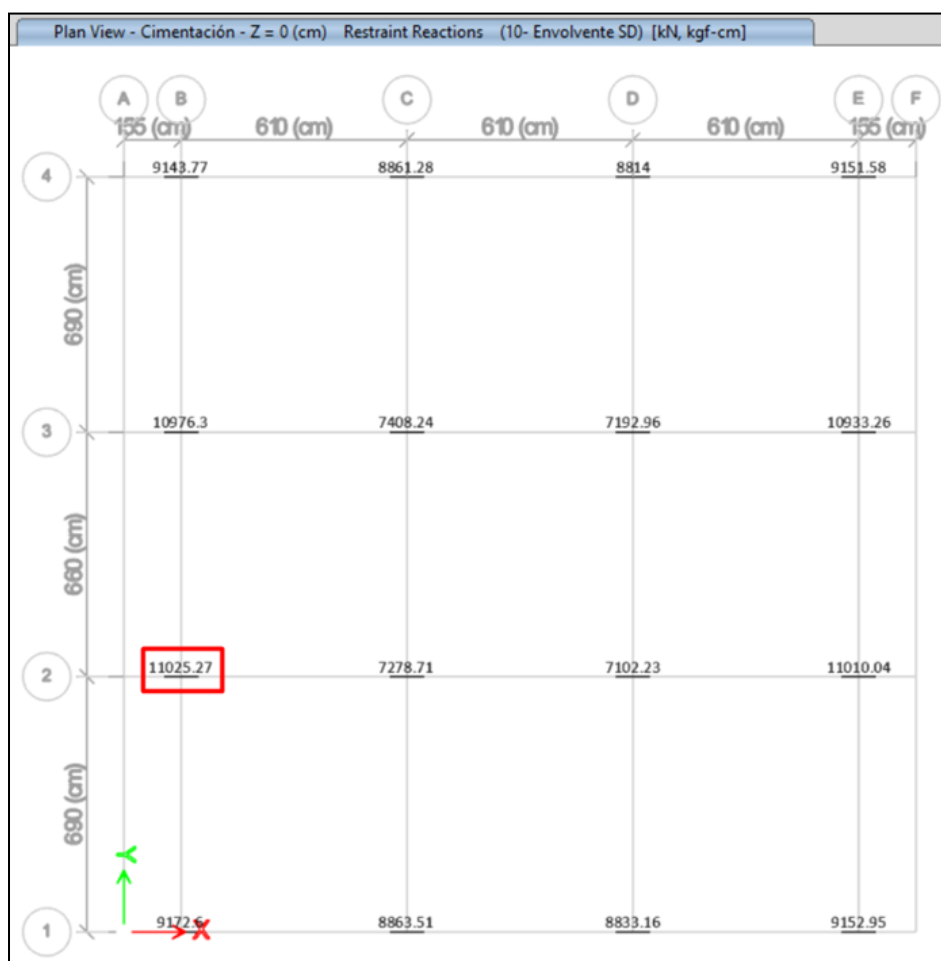 Plan View - Cimentación - Z = 0 (cm) Restraint Reactions (10- Envolvente SD) [kN, kgf-cm]
A B C D E F
155 (cm) 610 (cm) 610 (cm) 610 (cm) 155 (cm)
4 9143.77 8861.28 8814 9151.58
690 (cm)
3 10976.3 7408.24 7192.96 10933.26
660 (cm)
2 11025.27 7278.71 7102.23 11010.04
690 (cm)
Y
1 9172.6 X 8863.51 8833.16 9152.95